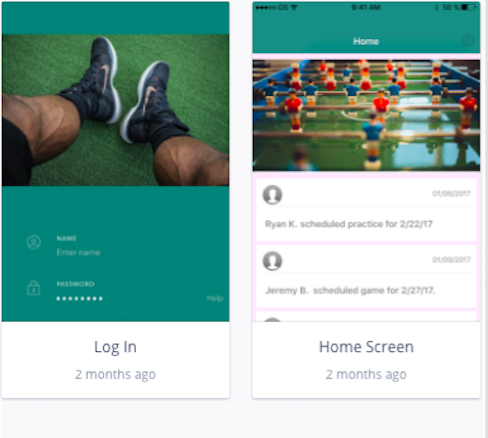 NAME
Enter name
PASSWORD
Help
Log In
2 months ago
GS
9:41 AM
58 %
Home
01/06/2017
Ryan K. scheduled practice for 2/22/17
01/09/2017
Jeremy B. scheduled game for 2/27/17.
Home Screen
2 months ago